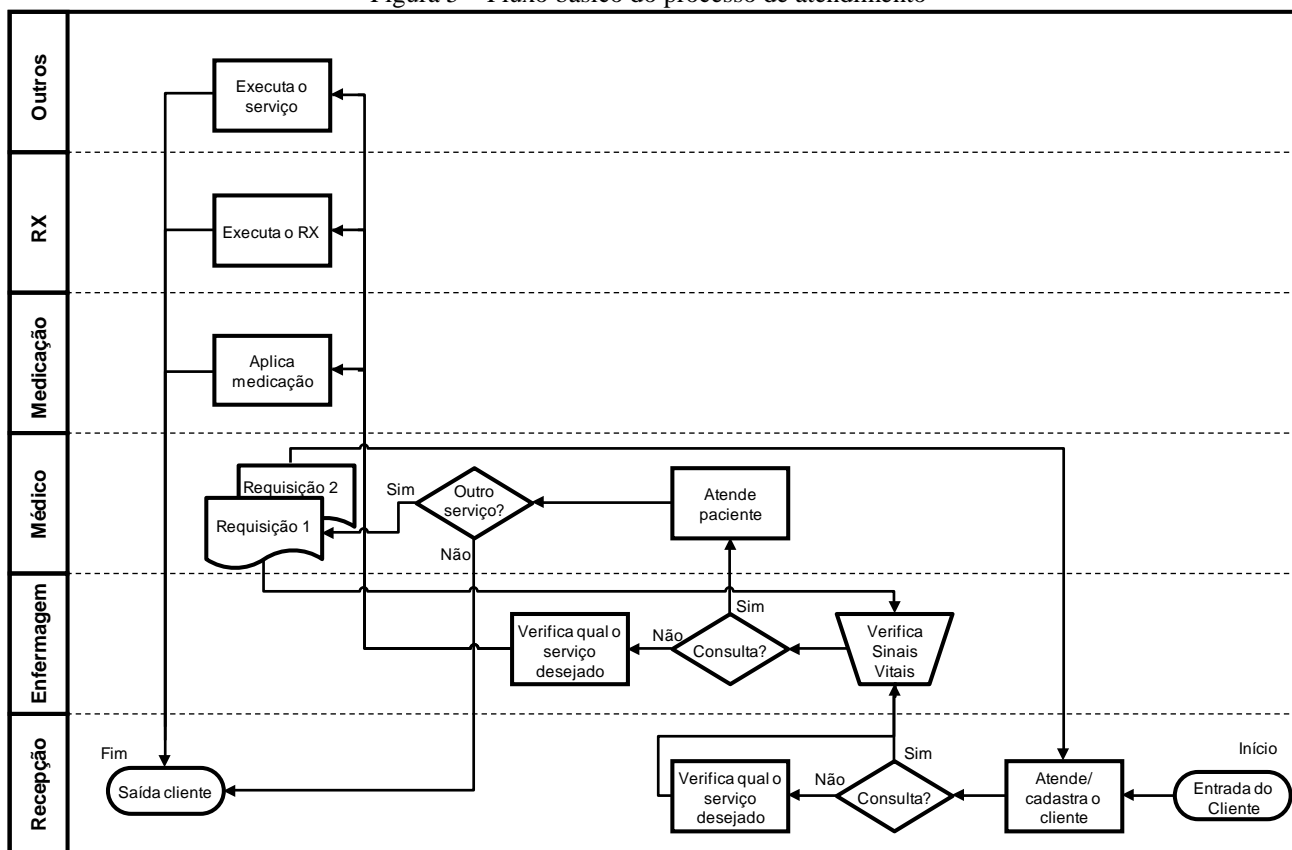 Outros
Executa o
serviço
RX
Executa o RX
Medicação
Aplica
medicação
Médico
Requisição 2
Requisição 1
Sim
Outro
serviço?
Não
Atende
paciente
Enfermagem
Verifica qual o
serviço
desejado
Não
Consulta?
Sim
Verifica
Sinais
Vitais
Recepção
Fim
Saída cliente
Verifica qual o
serviço
desejado
Não
Consulta?
Sim
Atende/
cadastra o
cliente
Início
Entrada do
Cliente